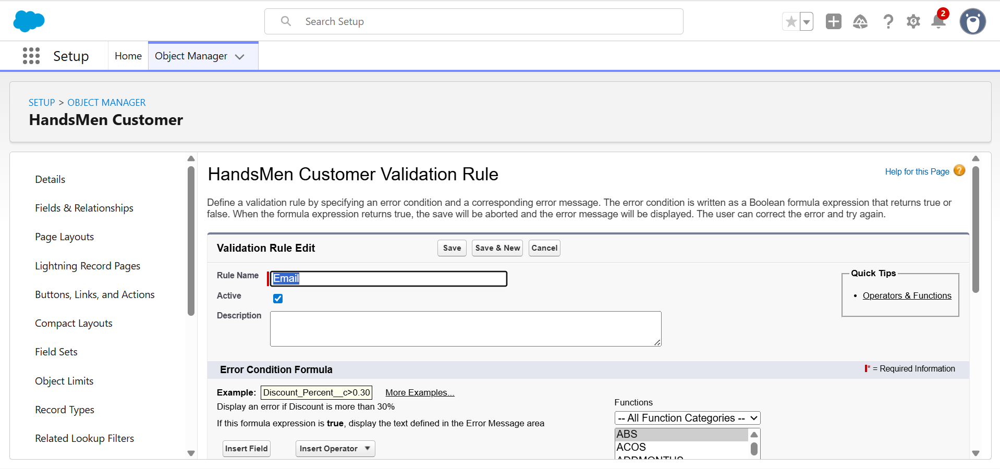 Search Setup
2
Setup
Home
Object Manager
SETUP > OBJECT MANAGER
HandsMen Customer
Details
Fields & Relationships
Page Layouts
Lightning Record Pages
Buttons, Links, and Actions
Compact Layouts
Field Sets
Object Limits
Record Types
Related Lookup Filters
HandsMen Customer Validation Rule
Help for this Page ?
Define a validation rule by specifying an error condition and a corresponding error message. The error condition is written as a Boolean formula expression that returns true or
false. When the formula expression returns true, the save will be aborted and the error message will be displayed. The user can correct the error and try again.
Validation Rule Edit
Save
Save & New
Cancel
Rule Name
Email
Active
Description
Quick Tips
• Operators & Functions
Error Condition Formula
* = Required Information
Example: Discount_Percent__c>0.30 More Examples...
Display an error if Discount is more than 30%
If this formula expression is true, display the text defined in the Error Message area
Insert Field
Insert Operator
Functions
-- All Function Categories --
ABS
ACOS
ADDMONTHS